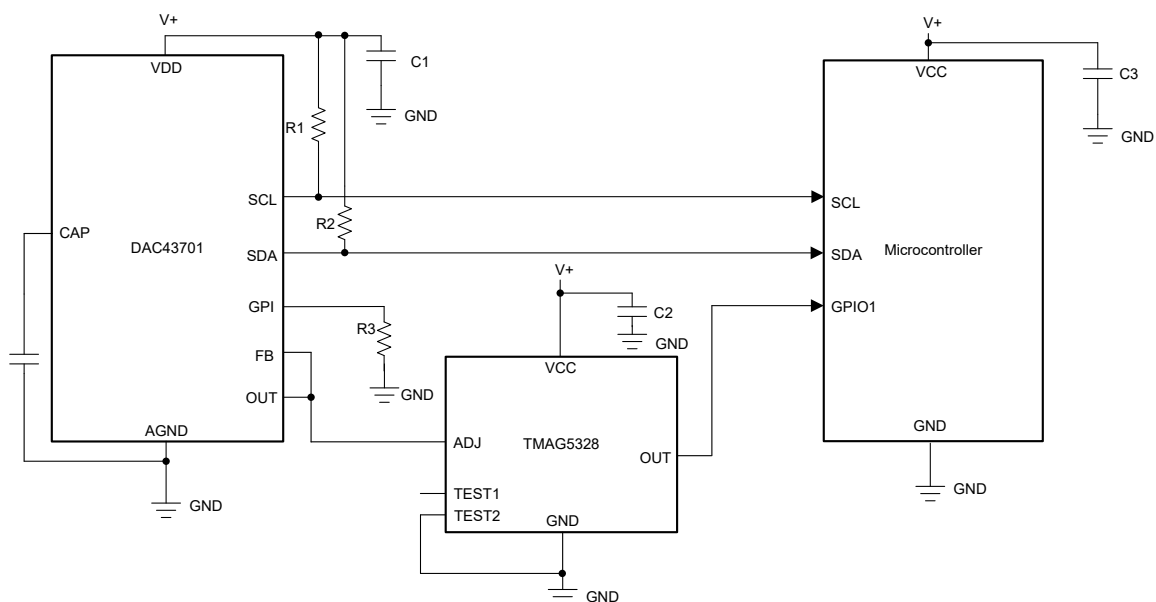 V+
V+
VDD
C1
VCC
C3
GND
GND
R1
SCL
SCL
R2
CAP
DAC43701
SDA
SDA
Microcontroller
V+
GPI
GPIO1
R3
C2
GND
FB
VCC
OUT
GND
AGND
ADJ
TMAG5328
OUT
GND
GND
TEST1
GND
TEST2
GND
GND